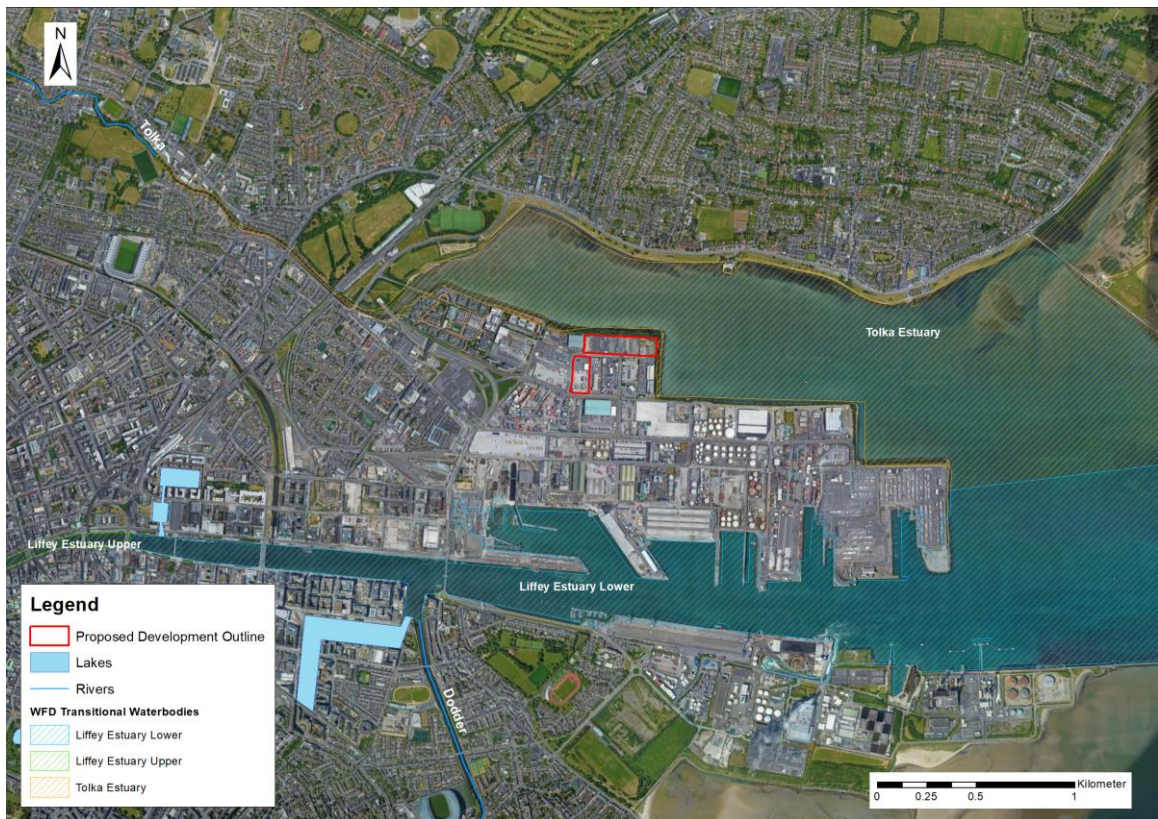 N
Tolka
Tolka Estuary
Liffey Estuary Upper
Liffey Estuary Lower
Dodder
Legend
Proposed Development Outline
Lakes
Rivers
WFD Transitional Waterbodies
Liffey Estuary Lower
Liffey Estuary Upper
Tolka Estuary
Kilometer
0 0.25 0.5 1